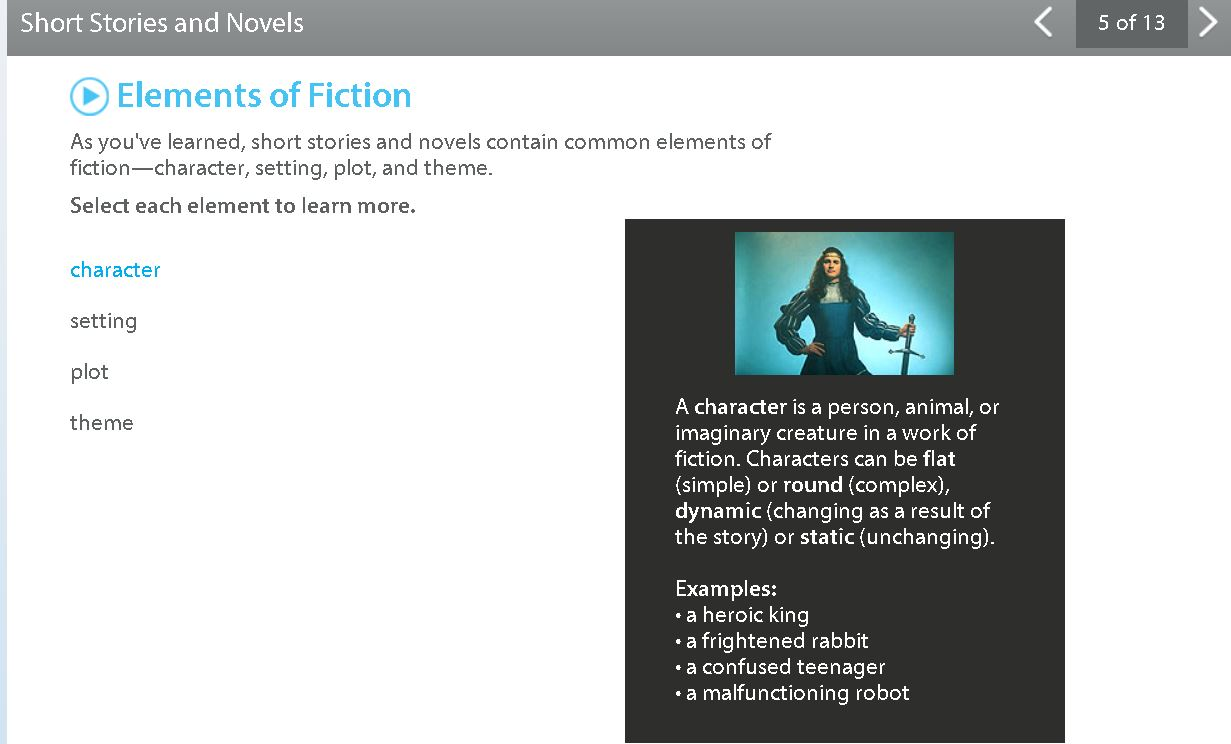 Short Stories and Novels
5 of 13
Elements of Fiction
As you've learned, short stories and novels contain common elements of
fiction—character, setting, plot, and theme.
Select each element to learn more.
character
setting
plot
theme
A character is a person, animal, or
imaginary creature in a work of
fiction. Characters can be flat
(simple) or round (complex),
dynamic (changing as a result of
the story) or static (unchanging).
Examples:
• a heroic king
• a frightened rabbit
• a confused teenager
• a malfunctioning robot